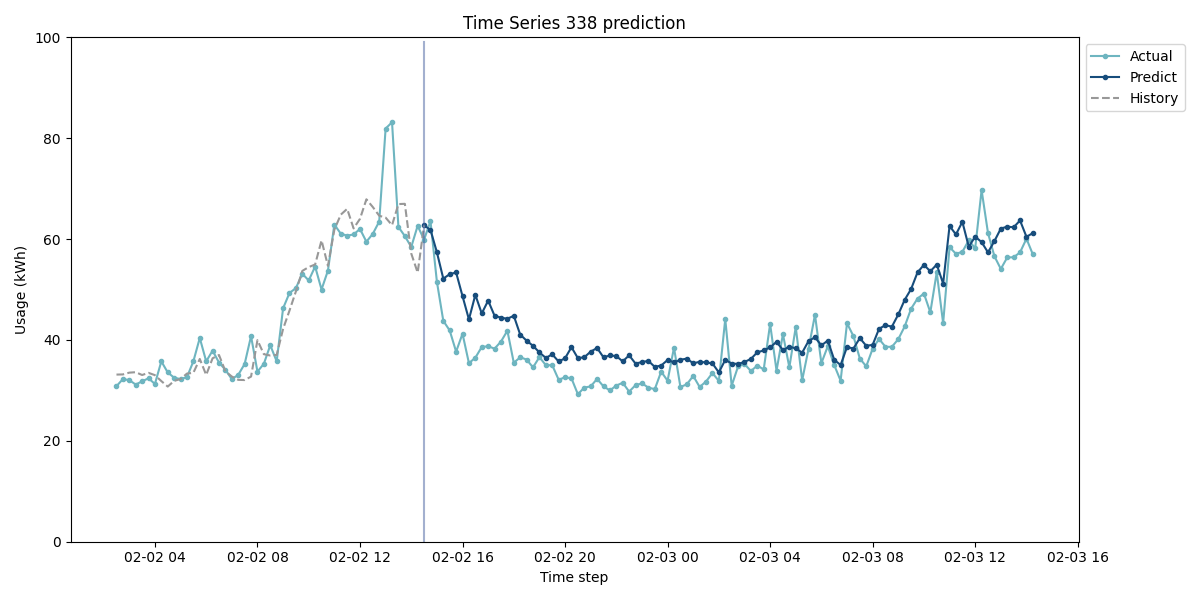 Time Series 338 prediction
100
80
60
40
20
0
Usage (kWh)
02-02 04
02-02 08
02-02 12
02-02 16
02-02 20
02-03 00
02-03 04
02-03 08
02-03 12
02-03 16
Time step
Actual
Predict
History